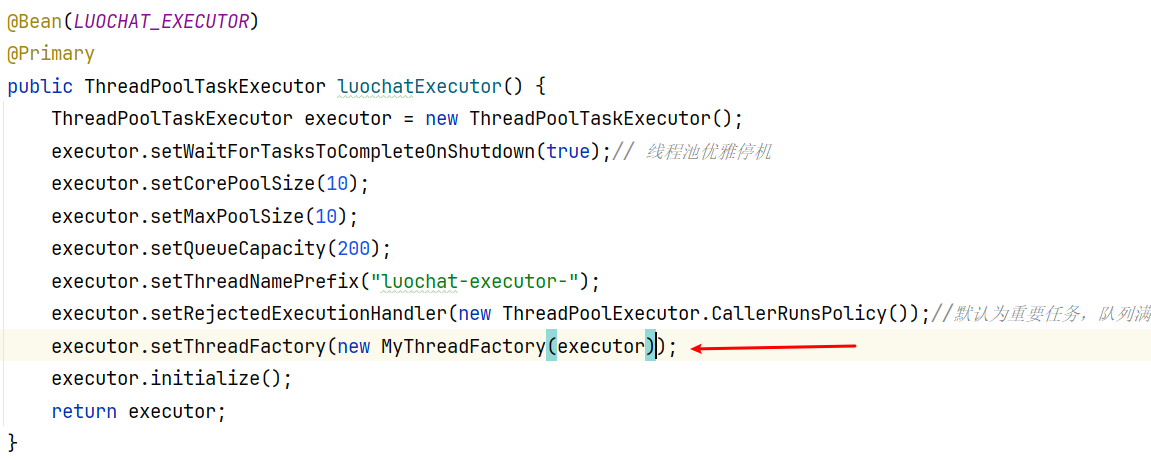 @Bean(LUOCHAT_EXECUTOR)
@Primary
public ThreadPoolTaskExecutor luochatExecutor() {
    ThreadPoolTaskExecutor executor = new ThreadPoolTaskExecutor();
    executor.setWaitForTasksToCompleteOnShutdown(true);// 线程池优雅停机
    executor.setCorePoolSize(10);
    executor.setMaxPoolSize(10);
    executor.setQueueCapacity(200);
    executor.setThreadNamePrefix("luochat-executor-");
    executor.setRejectedExecutionHandler(new ThreadPoolExecutor.CallerRunsPolicy());//默认为重要任务，队列满
    executor.setThreadFactory(new MyThreadFactory(executor));
    executor.initialize();
    return executor;
}